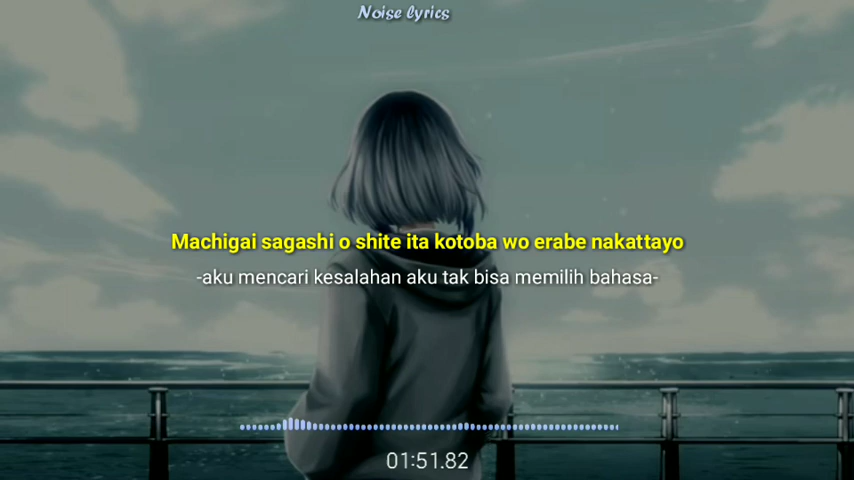 Noise lyrics
Machigai sagashi o shite ita kotoba wo erabe nakattayo
-aku mencari kesalahan aku tak bisa memilih bahasa-
01:51.82